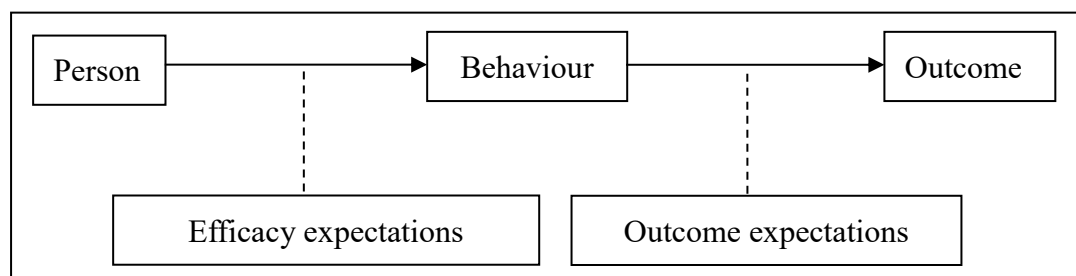 Person
Behaviour
Outcome
Efficacy expectations
Outcome expectations